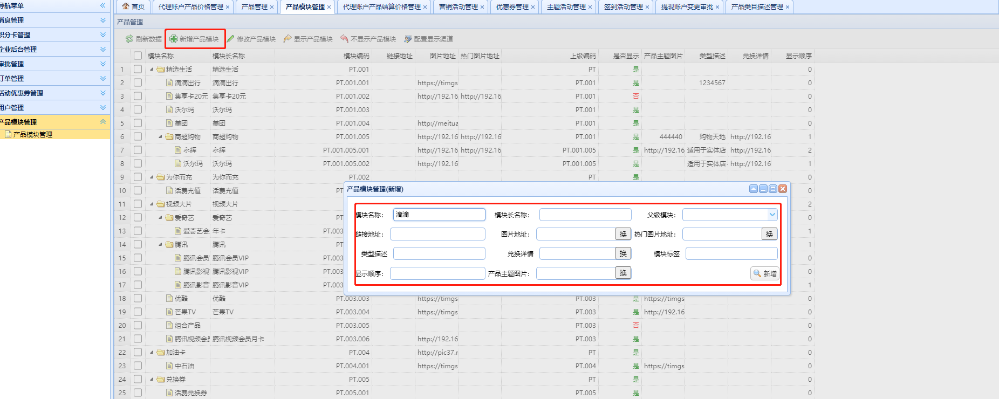 导航菜单
消息管理
积分卡管理
企业后台管理
审批管理
订单管理
活动优惠券管理
用户管理
产品模块管理
产品模块管理
首页 代理账户产品价格管理 产品管理 产品模块管理 代理账户产品结算价格管理 营销活动管理 优惠券管理 主题活动管理 签到活动管理 提现账户变更审批 产品类目描述管理
产品管理
刷新数据 新增产品模块 修改产品模块 显示产品模块 不显示产品模块 配置显示渠道
模块名称 模块长名称 模块编码 链接地址 图片地址 热门图片地址 上级编码 是否显示 产品主题图片 类型描述 兑换详情 显示顺序
1 精选生活 精选生活 PT.001 PT 是 0
2 滴滴出行 滴滴出行 PT.001.001 https://timgs PT.001 是 1234567 0
3 集享卡20元 集享卡20元 PT.001.002 http://192.16 http://192.16 PT.001 否 0
4 沃尔玛 沃尔玛 PT.001.003 PT.001 是 0
5 美团 美团 PT.001.004 http://meitua PT.001 是 0
6 商超购物 商超购物 PT.001.005 http://192.16 http://192.16 PT.001 是 444440 购物天地 http://192.16 1
7 永辉 永辉 PT.001.005.001 http://192.16 http://192.16 PT.001.005 是 http://192.16 适用于实体店 http://192.16 2
8 沃尔玛 沃尔玛 PT.001.005.002 http://192.16 PT.001.005 是 适用于实体店 http://192.16 1
9 为你而充 为你而充 PT.002 PT 是 0
10 话费充值 话费充值 PT 0
11 视频大片 视频大片 2
12 爱奇艺 爱奇艺 PT 0
13 爱奇艺会 年卡 PT.003 1
14 腾讯 腾讯 PT 1
15 腾讯会员 腾讯会员VIP PT.003 0
16 腾讯影视 腾讯影视VIP PT.003 0
17 腾讯影音 腾讯影音VIP PT.003 1
18 优酷 优酷 PT.003.003 https://timgs PT.003 是 https://timgs 0
19 芒果TV 芒果TV PT.003.004 https://timgs PT.003 是 http://192.16 0
20 组合产品 PT.003.005 PT.003 否 0
21 腾讯视频会员 腾讯视频会员月卡 PT.003.006 http://192.16 PT.003 是 0
22 加油卡 PT.004 http://pic37.r PT 是 0
23 中石油 PT.004.001 https://timgs PT.004 是 https://timgs 0
24 兑换券 PT.005 PT 是 0
25 话费兑换券 PT.005.001 PT.005 是 0
产品模块管理(新增)
模块名称: 滴滴 模块长名称: 父级模块:
链接地址: 图片地址: 换 热门图片地址: 换
类型描述 兑换详情 换 模块标签
显示顺序: 产品主题图片: 换 新增